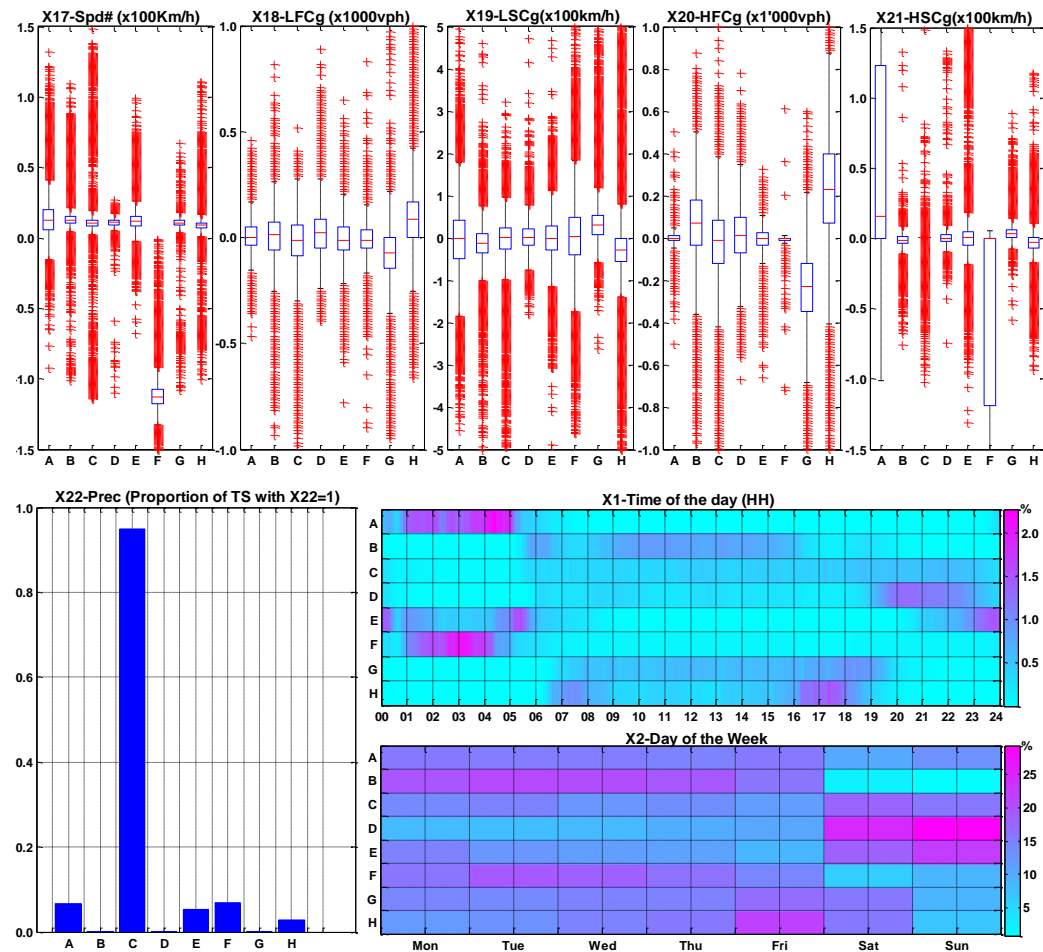 X17-Spd# (x100Km/h)
X18-LFCg (x1000vph)
X19-LSCg(x100km/h)
X20-HFCg (x1'000vph)
X21-HSCg(x100km/h)
1.5
1.0
0.5
0.0
0.5
1.0
1.5
A B C D E F G H
1.0
0.5
0.0
-0.5
-1.0
A B C D E F G H
5
4
3
2
1
0
-1
-2
-3
-4
-5
A B C D E F G H
1.0
0.8
0.6
0.4
0.2
0.0
-0.2
-0.4
-0.6
-0.8
-1.0
A B C D E F G H
1.5
1.0
0.5
0.0
-0.5
-1.0
-1.5
A B C D E F G H
X22-Prec (Proportion of TS with X22=1)
1.0
0.8
0.6
0.4
0.2
0.0
A B C D E F G H
X1-Time of the day (HH)
A
B
C
D
E
F
G
H
00 01 02 03 04 05 06 07 08 09 10 11 12 13 14 15 16 17 18 19 20 21 22 23 24
%
2.0
1.5
1.0
0.5
X2-Day of the Week
A
B
C
D
E
F
G
H
Mon Tue Wed Thu Fri Sat Sun
%
25
20
15
10
5